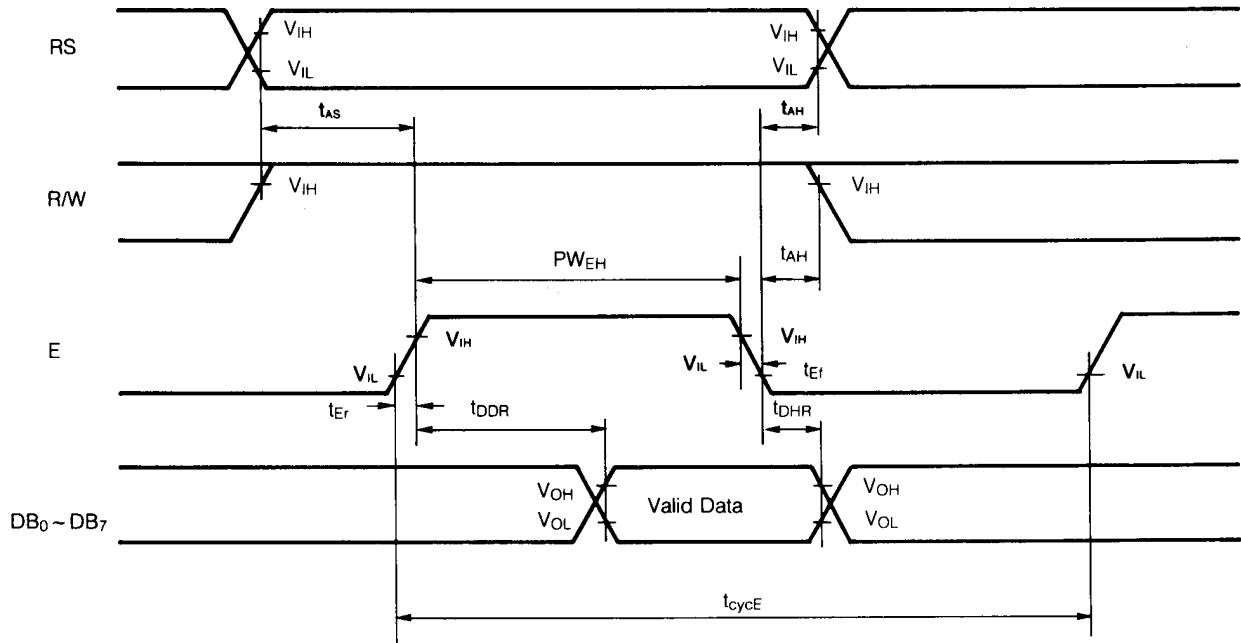 RS
VIH
VIL
VIH
VIL
tAS
tAH
R/W
VIH
VIH
PWEH
tAH
E
VIH
VIL
VIH
VIL
VIL
tEr
tDDR
tEf
tDHR
DB0 ~ DB7
VOH
VOL
Valid Data
VOH
VOL
tcycE